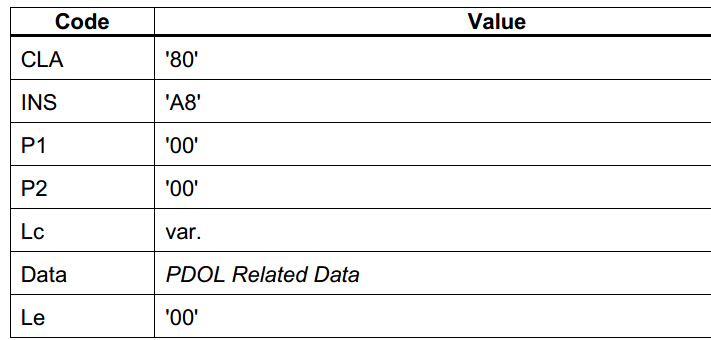 Code Value
CLA '80'
INS 'A8'
P1 '00'
P2 '00'
Lc var.
Data PDOL Related Data
Le '00'